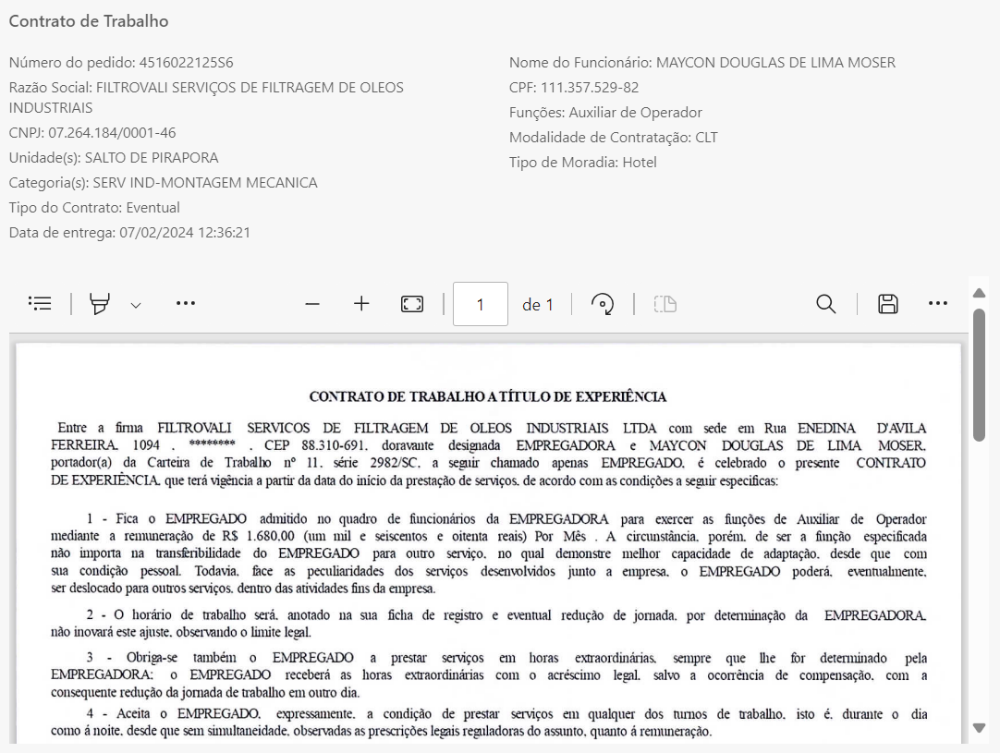 Contrato de Trabalho
Número do pedido: 4516022125S6
Razão Social: FILTROVALI SERVIÇOS DE FILTRAGEM DE OLEOS
INDUSTRIAIS
CNPJ: 07.264.184/0001-46
Unidade(s): SALTO DE PIRAPORA
Categoria(s): SERV IND-MONTAGEM MECANICA
Tipo do Contrato: Eventual
Data de entrega: 07/02/2024 12:36:21
Nome do Funcionário: MAYCON DOUGLAS DE LIMA MOSER
CPF: 111.357.529-82
Funções: Auxiliar de Operador
Modalidade de Contratação: CLT
Tipo de Moradia: Hotel
1 de 1
CONTRATO DE TRABALHO A TÍTULO DE EXPERIÊNCIA
Entre a firma FILTROVALI SERVICOS DE FILTRAGEM DE OLEOS INDUSTRIAIS LTDA com sede em Rua ENEDINA D'AVILA
FERREIRA, 1094 , ******** , CEP 88.310-691, doravante designada EMPREGADORA e MAYCON DOUGLAS DE LIMA MOSER,
portador(a) da Carteira de Trabalho nº 11, série 2982/SC, a seguir chamado apenas EMPREGADO, é celebrado o presente CONTRATO
DE EXPERIÊNCIA, que terá vigência a partir da data do início da prestação de serviços, de acordo com as condições a seguir especificas:
1 - Fica o EMPREGADO admitido no quadro de funcionários da EMPREGADORA para exercer as funções de Auxiliar de Operador
mediante a remuneração de R$ 1.680,00 (um mil e seiscentos e oitenta reais) Por Mês . A circunstância, porém, de ser a função especificada
não importa na transferibilidade do EMPREGADO para outro serviço, no qual demonstre melhor capacidade de adaptação, desde que com
sua condição pessoal. Todavia, face as peculiaridades dos serviços desenvolvidos junto a empresa, o EMPREGADO poderá, eventualmente,
ser deslocado para outros serviços, dentro das atividades fins da empresa.
2 - O horário de trabalho será, anotado na sua ficha de registro e eventual redução de jornada, por determinação da EMPREGADORA,
não inovará este ajuste, observando o limite legal.
3 - Obriga-se também o EMPREGADO a prestar serviços em horas extraordinárias, sempre que lhe for determinado pela
EMPREGADORA; o EMPREGADO receberá as horas extraordinárias com o acréscimo legal, salvo a ocorrência de compensação, com a
consequente redução da jornada de trabalho em outro dia.
4 - Aceita o EMPREGADO, expressamente, a condição de prestar serviços em qualquer dos turnos de trabalho, isto é, durante o dia
como á noite, desde que sem simultaneidade, observadas as prescrições legais reguladoras do assunto, quanto á remuneração.